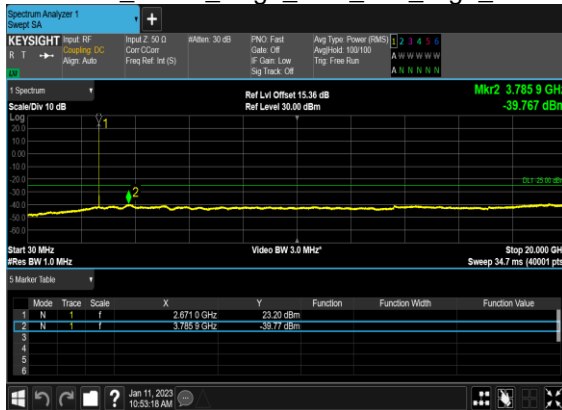 Spectrum Analyzer 1
Swept SA
+
KEYSIGHT Input: RF Input Z: 50 Ω #Atten: 30 dB PNO: Fast Avg Type: Power (RMS) 1 2 3 4 5 6
R T Coupling: DC Corr CCorr Gate: Off Avg|Hold: 100/100 A W W W W W
Align: Auto Freq Ref: Int (S) IF Gain: Low Trig: Free Run
Sig Track: Off A N N N N N
LXI
1 Spectrum Ref Lvl Offset 15.36 dB Mkr2 3.785 9 GHz
Scale/Div 10 dB Ref Level 30.00 dBm -39.767 dBm
Log
20.0
10.0
0.00
-10.0
-20.0
-30.0
-40.0
-50.0
-60.0
1
2
DL1 -25.00 dBm
Start 30 MHz Video BW 3.0 MHz* Stop 20.000 GH
#Res BW 1.0 MHz Sweep 34.7 ms (40001 pts
5 Marker Table
Mode Trace Scale X Y Function Function Width Function Value
1 N 1 f 2.671 0 GHz 23.20 dBm
2 N 1 f 3.785 9 GHz -39.77 dBm
3
4
5
6
? Jan 11, 2023
10:53:18 AM